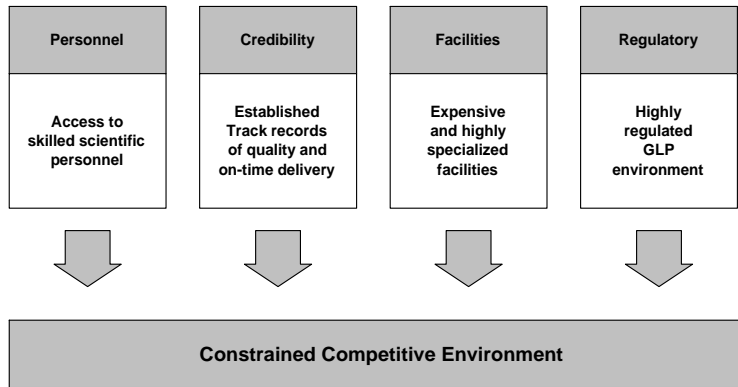 Personnel
Access to
skilled scientific
personnel
Credibility
Established
Track records
of quality and
on-time delivery
Facilities
Expensive
and highly
specialized
facilities
Regulatory
Highly
regulated
GLP
environment
Constrained Competitive Environment